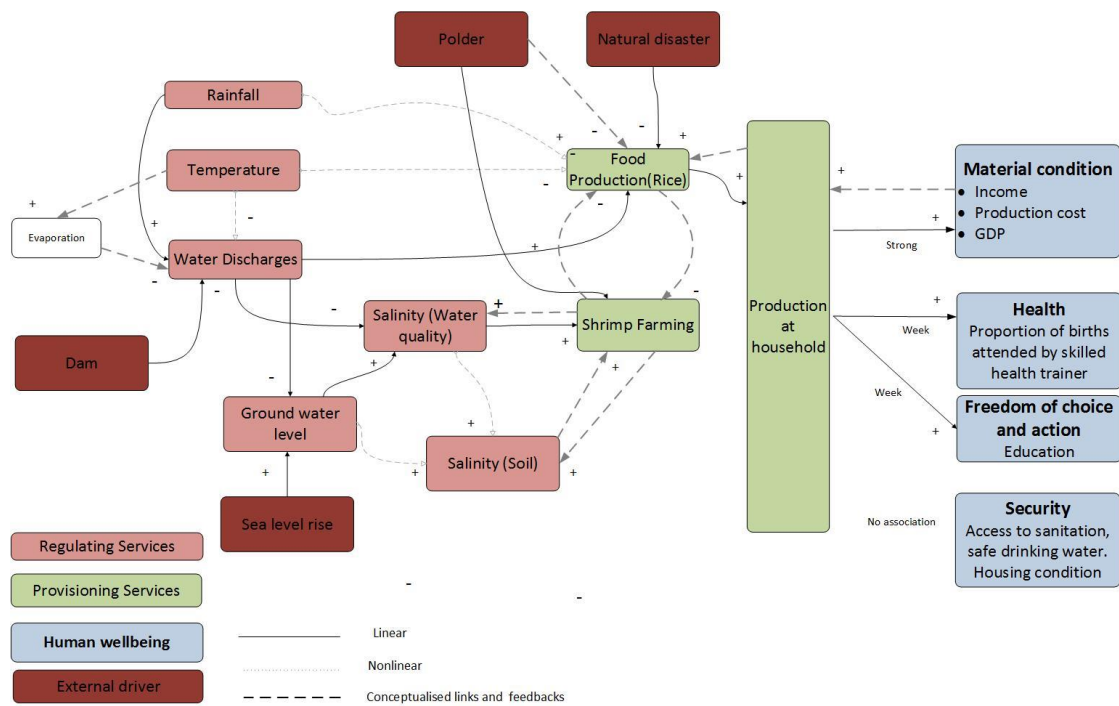 Polder
Natural disaster
Rainfall
Temperature
Evaporation
Water Discharges
Dam
Salinity (Water
quality)
Ground water
level
Salinity (Soil)
Sea level rise
Food
Production(Rice)
Shrimp Farming
Production
at
household
Material condition
• Income
• Production cost
• GDP
Strong
Health
Proportion of births
attended by skilled
health trainer
Week
Freedom of choice
and action
Education
Week
Security
Access to sanitation,
safe drinking water.
Housing condition
No association
+
+
-
-
-
-
-
+
+
+
+
+
+
+
+
-
-
-
-
-
+
+
-
+
+
+
+
+
+
-
-
Regulating Services
Provisioning Services
Human wellbeing
External driver
Linear
Nonlinear
Conceptualised links and feedbacks